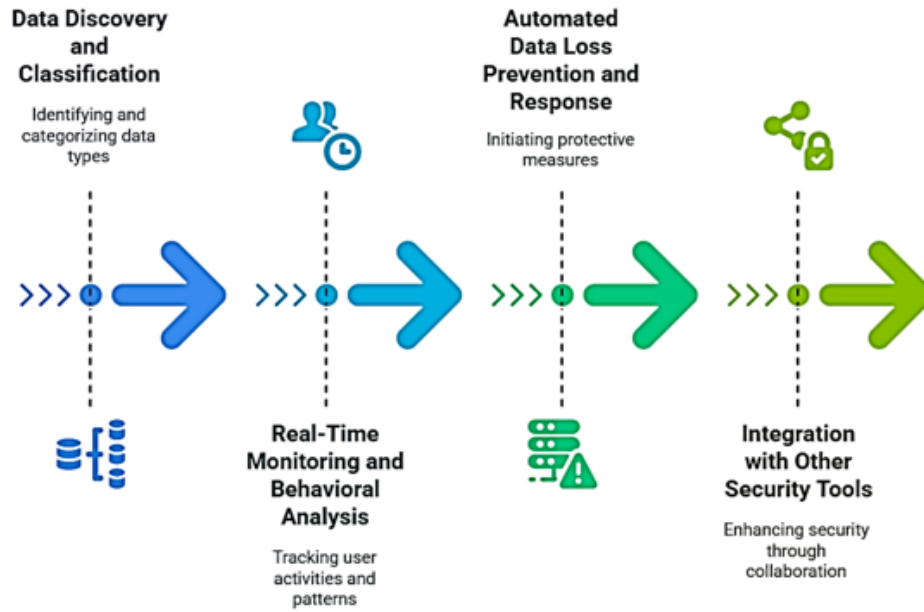 Data Discovery
and
Classification
Identifying and
categorizing data
types
Real-Time
Monitoring and
Behavioral
Analysis
Tracking user
activities and
patterns
Automated
Data Loss
Prevention and
Response
Initiating protective
measures
Integration
with Other
Security Tools
Enhancing security
through
collaboration